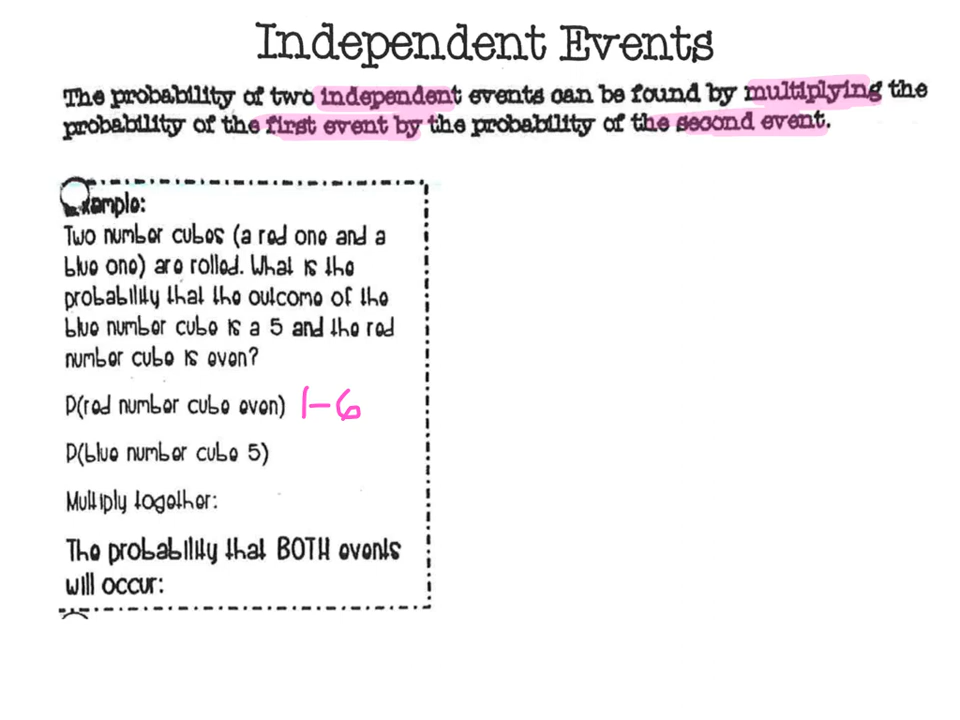 Independent Events
The probability of two independent events can be found by multiplying the
probability of the first event by the probability of the second event.
Example:
Two number cubes (a red one and a
blue one) are rolled. What is the
probability that the outcome of the
blue number cube is a 5 and the red
number cube is even?
P(red number cube even) 1-6
P(blue number cube 5)
Multiply together:
The probability that BOTH events
will occur: